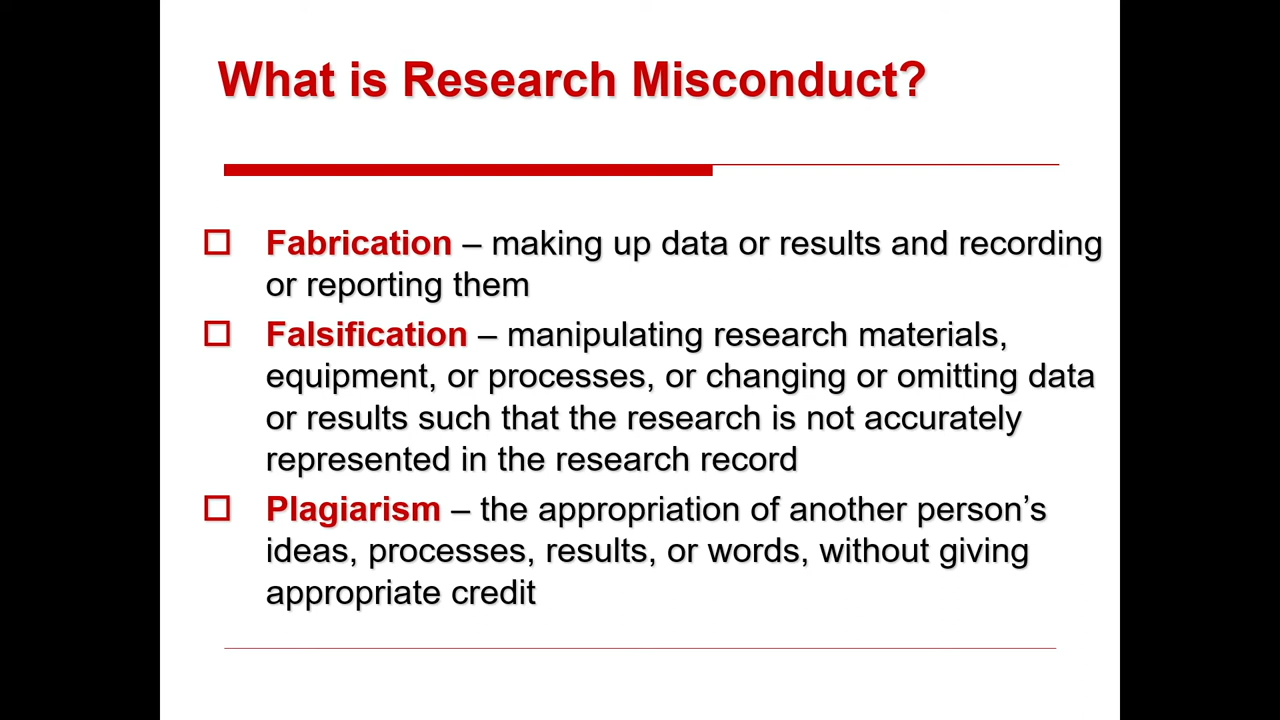 What is Research Misconduct?
Fabrication – making up data or results and recording
or reporting them
Falsification – manipulating research materials,
equipment, or processes, or changing or omitting data
or results such that the research is not accurately
represented in the research record
Plagiarism – the appropriation of another person’s
ideas, processes, results, or words, without giving
appropriate credit